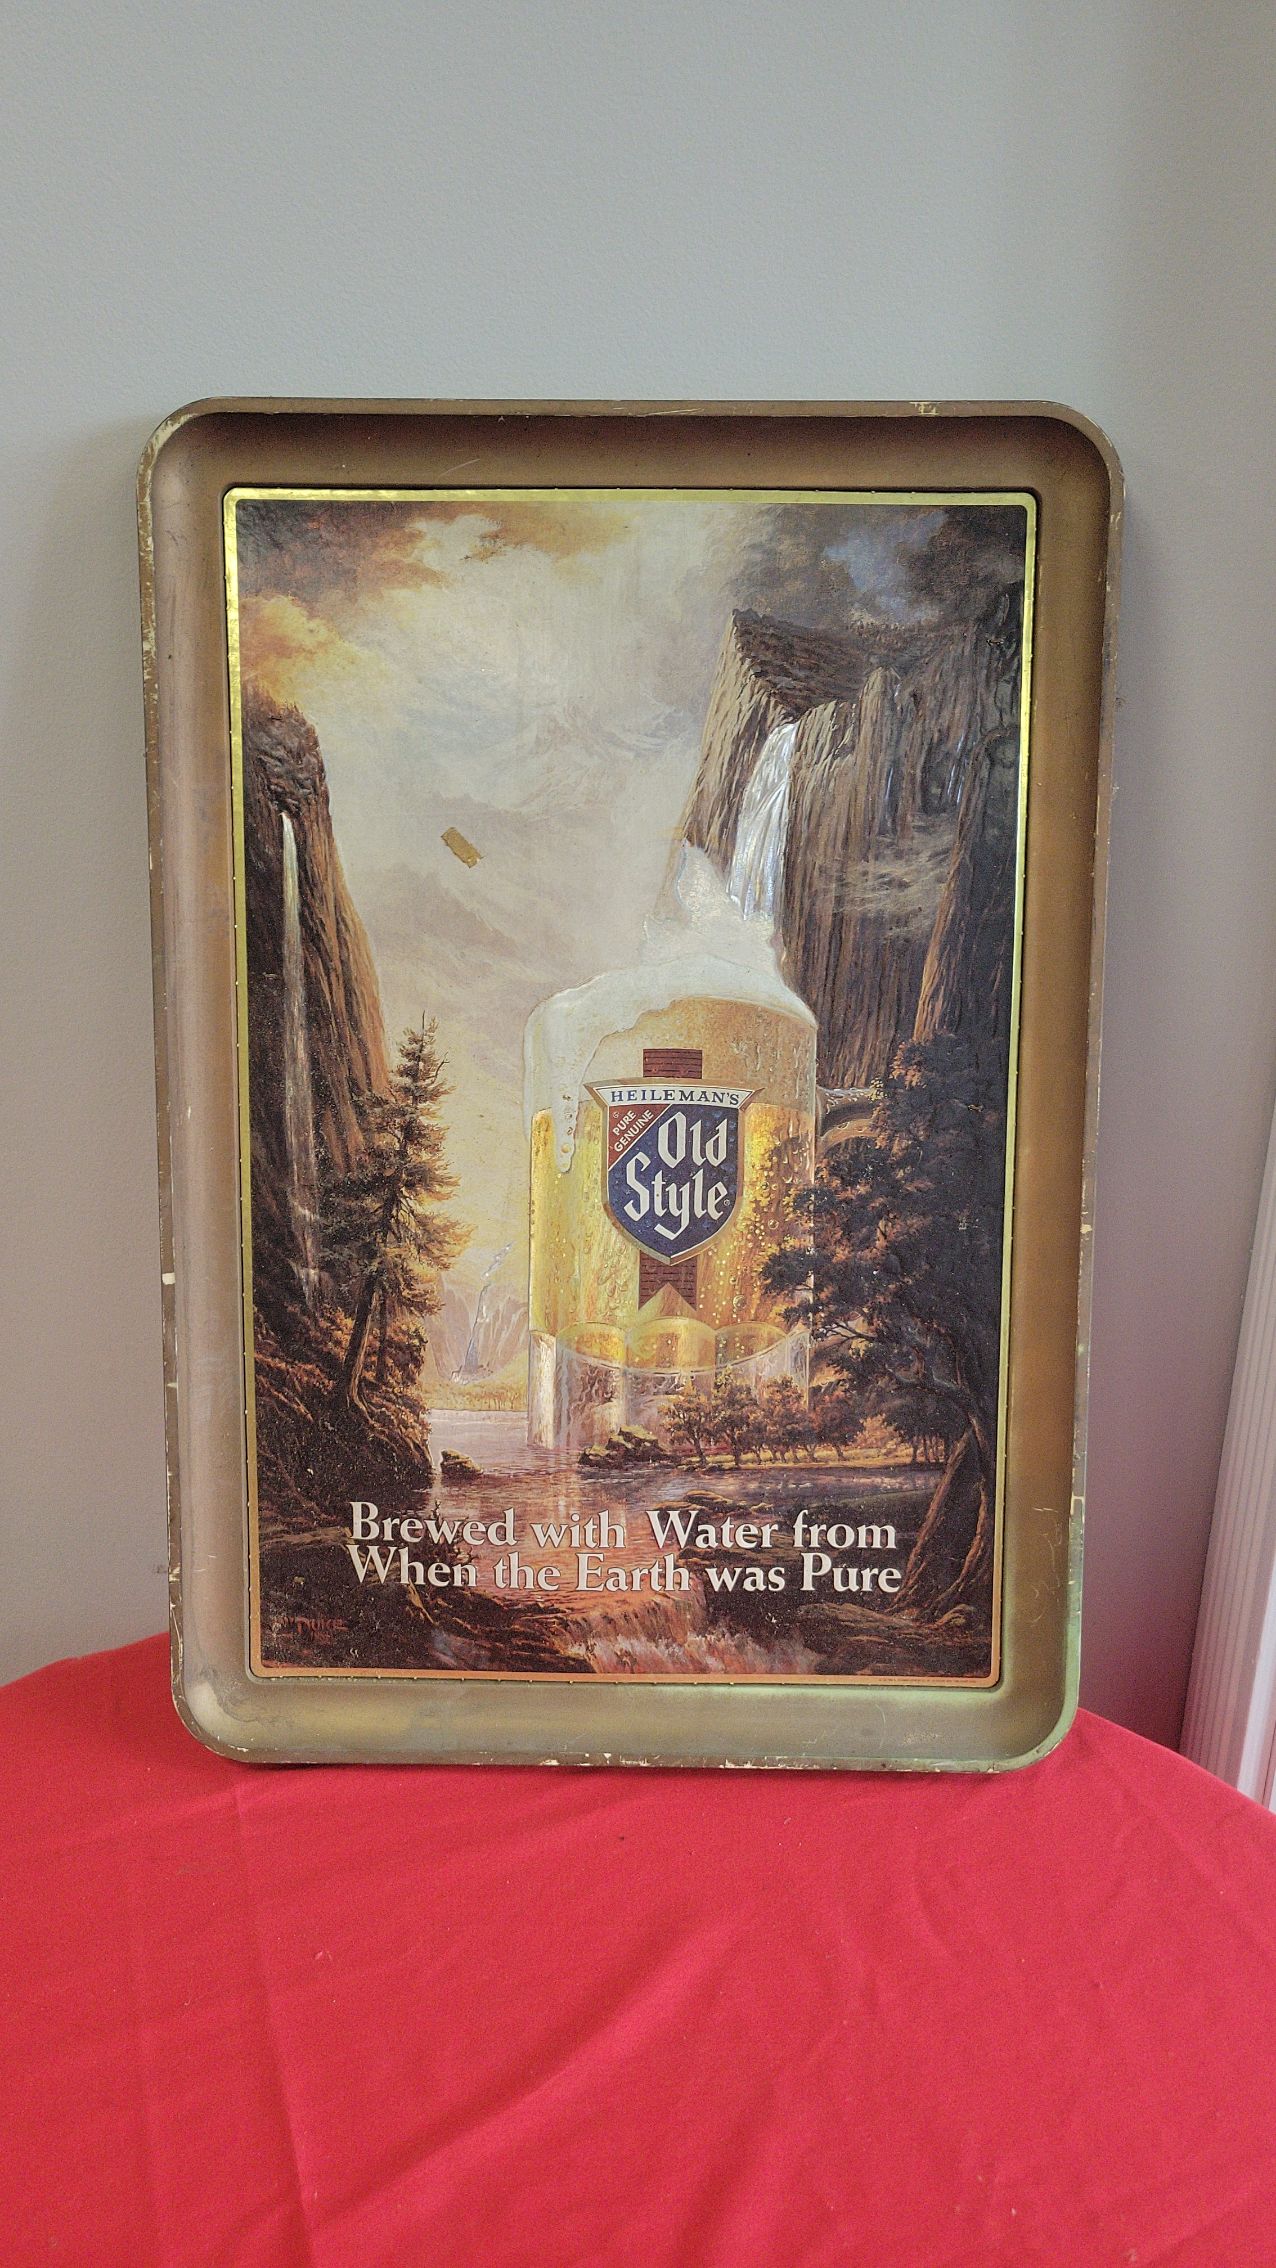 HEILEMAN'S
PURE
GENUINE
Old
Style
Brewed with Water from
When the Earth was Pure